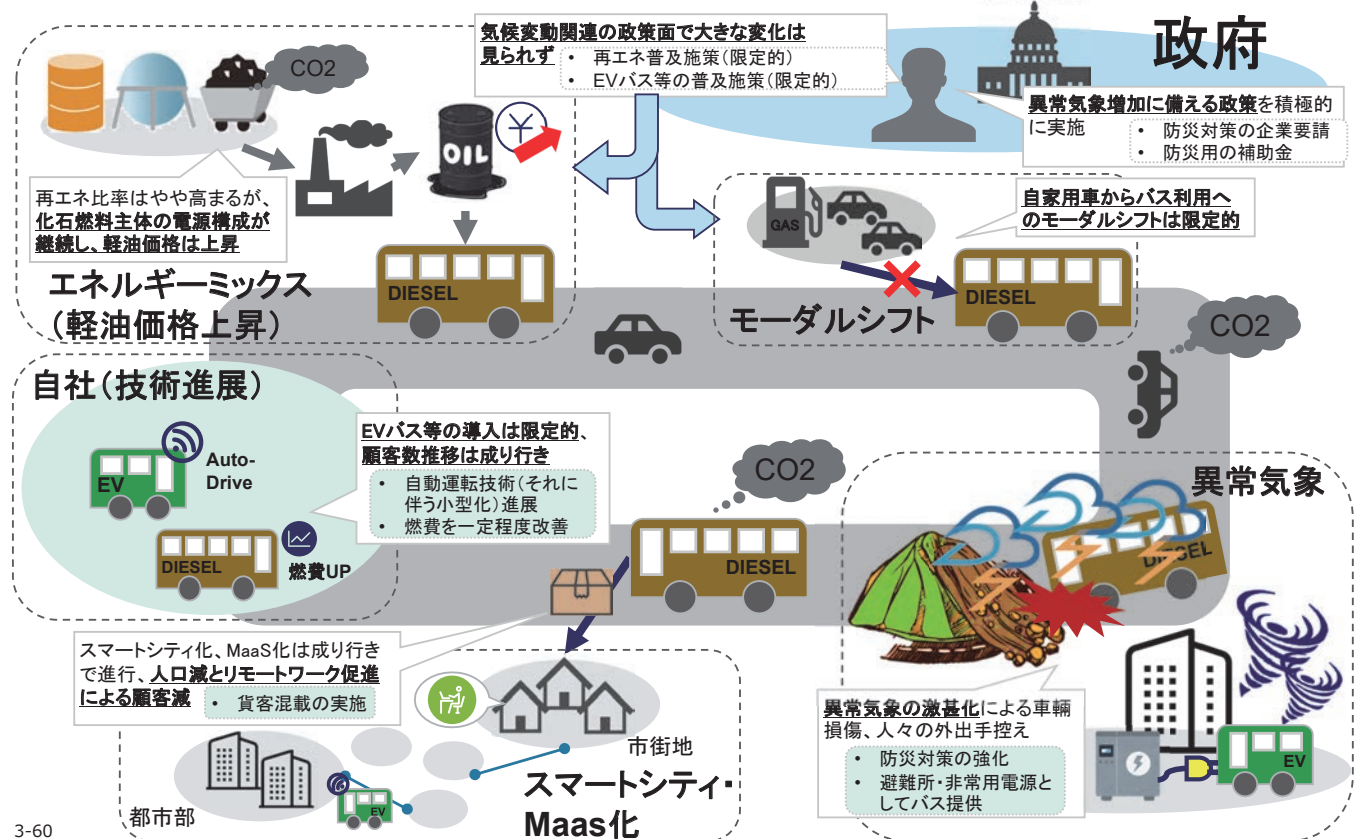 気候変動関連の政策面で大きな変化は
見られず
• 再エネ普及施策(限定的)
• EVバス等の普及施策(限定的)
政府
異常気象増加に備える政策を積極的
に実施
• 防災対策の企業要請
• 防災用の補助金
CO2
OIL
¥
再エネ比率はやや高まるが、
化石燃料主体の電源構成が
継続し、軽油価格は上昇
エネルギーミックス
(軽油価格上昇)
DIESEL
GAS
自家用車からバス利用へ
のモーダルシフトは限定的
モーダルシフト
DIESEL
CO2
自社(技術進展)
EV
Auto-
Drive
DIESEL
燃費UP
EVバス等の導入は限定的、
顧客数推移は成り行き
• 自動運転技術(それに
伴う小型化)進展
• 燃費を一定程度改善
CO2
DIESEL
異常気象
DIESEL
スマートシティ化、MaaS化は成り行き
で進行、人口減とリモートワーク促進
による顧客減
• 貨客混載の実施
市街地
都市部
EV
スマートシティ・
Maas化
異常気象の激甚化による車輛
損傷、人々の外出手控え
• 防災対策の強化
• 避難所・非常用電源と
してバス提供
EV
3-60